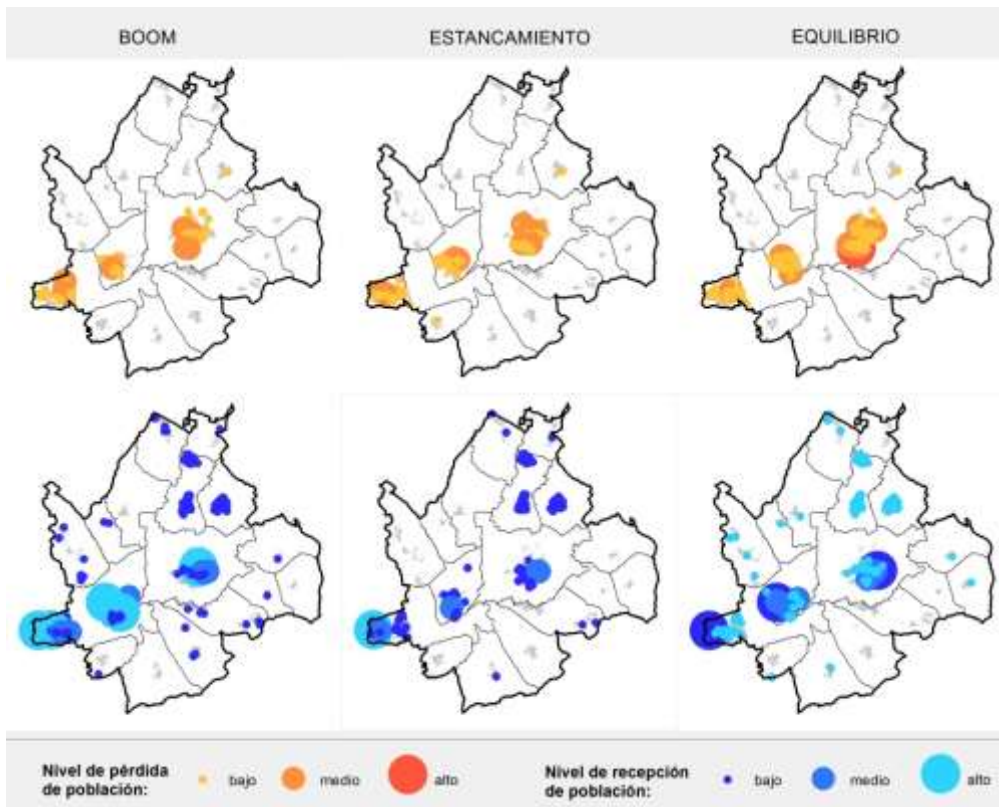 BOOM
ESTANCAMIENTO
EQUILIBRIO
Nivel de pérdida
de población:
bajo
medio
alto
Nivel de recepción
de población:
bajo
medio
alto